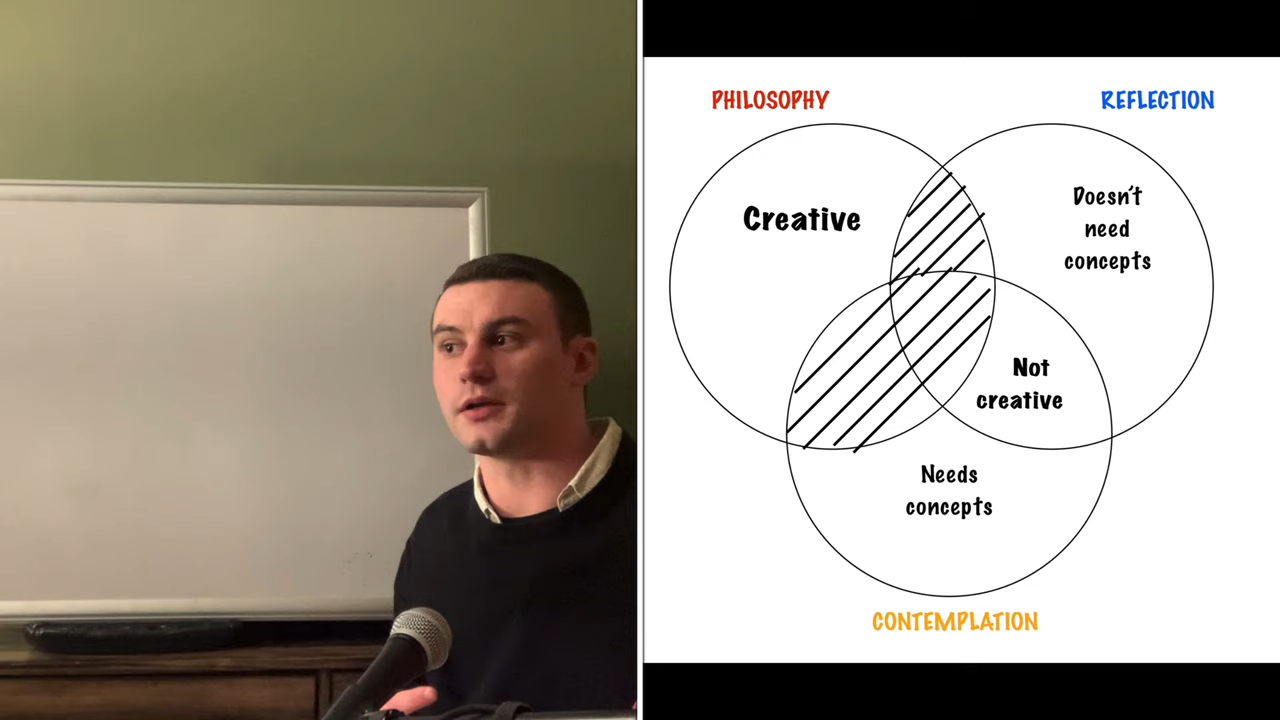 PHILOSOPHY
REFLECTION
Creative
Doesn't
need
concepts
Not
creative
Needs
concepts
CONTEMPLATION